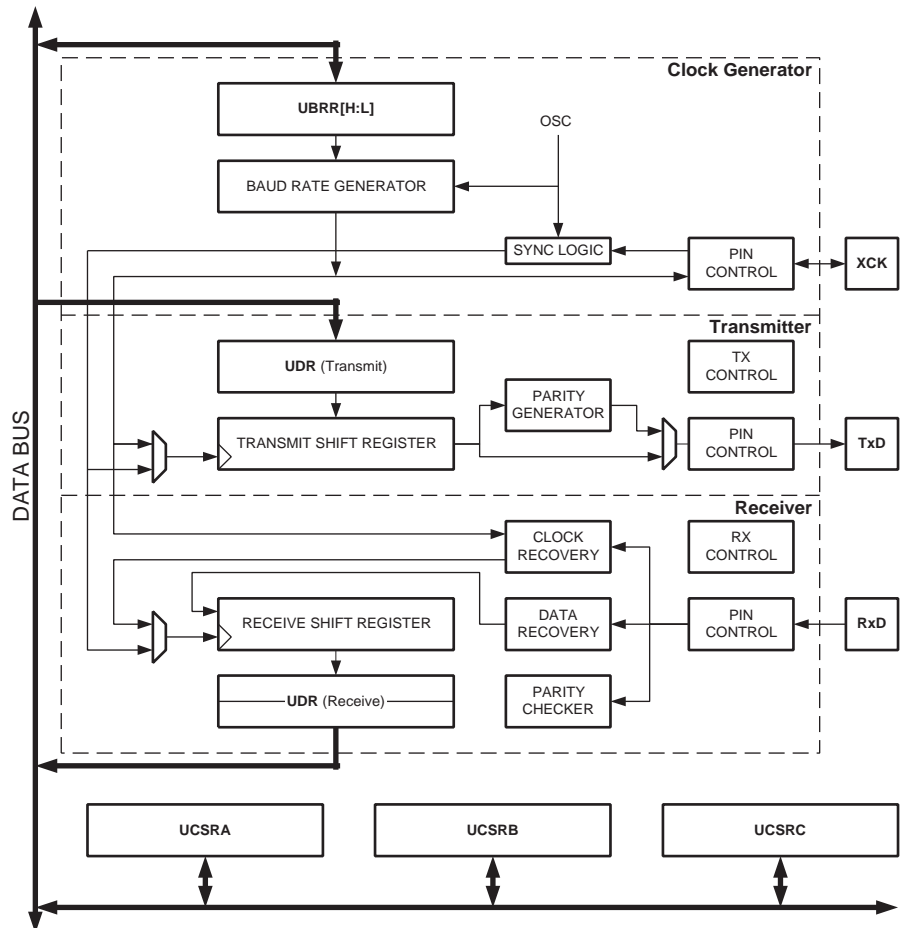 Clock Generator
UBRR[H:L]
OSC
BAUD RATE GENERATOR
SYNC LOGIC
PIN
CONTROL
XCK
Transmitter
UDR (Transmit)
TX
CONTROL
PARITY
GENERATOR
TRANSMIT SHIFT REGISTER
PIN
CONTROL
TxD
DATA BUS
Receiver
CLOCK
RECOVERY
RX
CONTROL
RECEIVE SHIFT REGISTER
DATA
RECOVERY
PIN
CONTROL
RxD
UDR (Receive)
PARITY
CHECKER
UCSRA
UCSRB
UCSRC